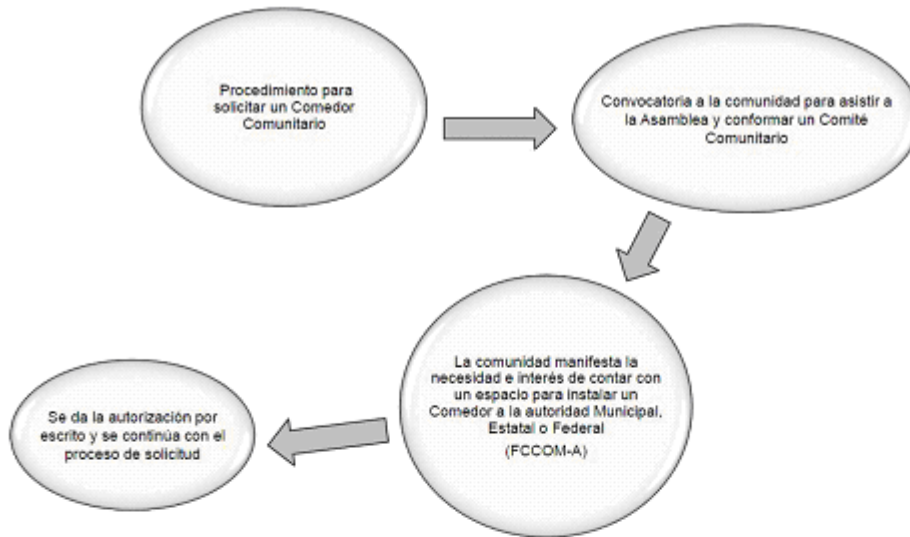 Procedimiento para
solicitar un Comedor
Comunitario
Convocatoria a la comunidad para asistir a
la Asamblea y conformar un Comité
Comunitario
La comunidad manifiesta la
necesidad e interés de contar con
un espacio para instalar un
Comedor a la autoridad Municipal,
Estatal o Federal
(FCCOM-A)
Se da la autorización por
escrito y se continúa con el
proceso de solicitud